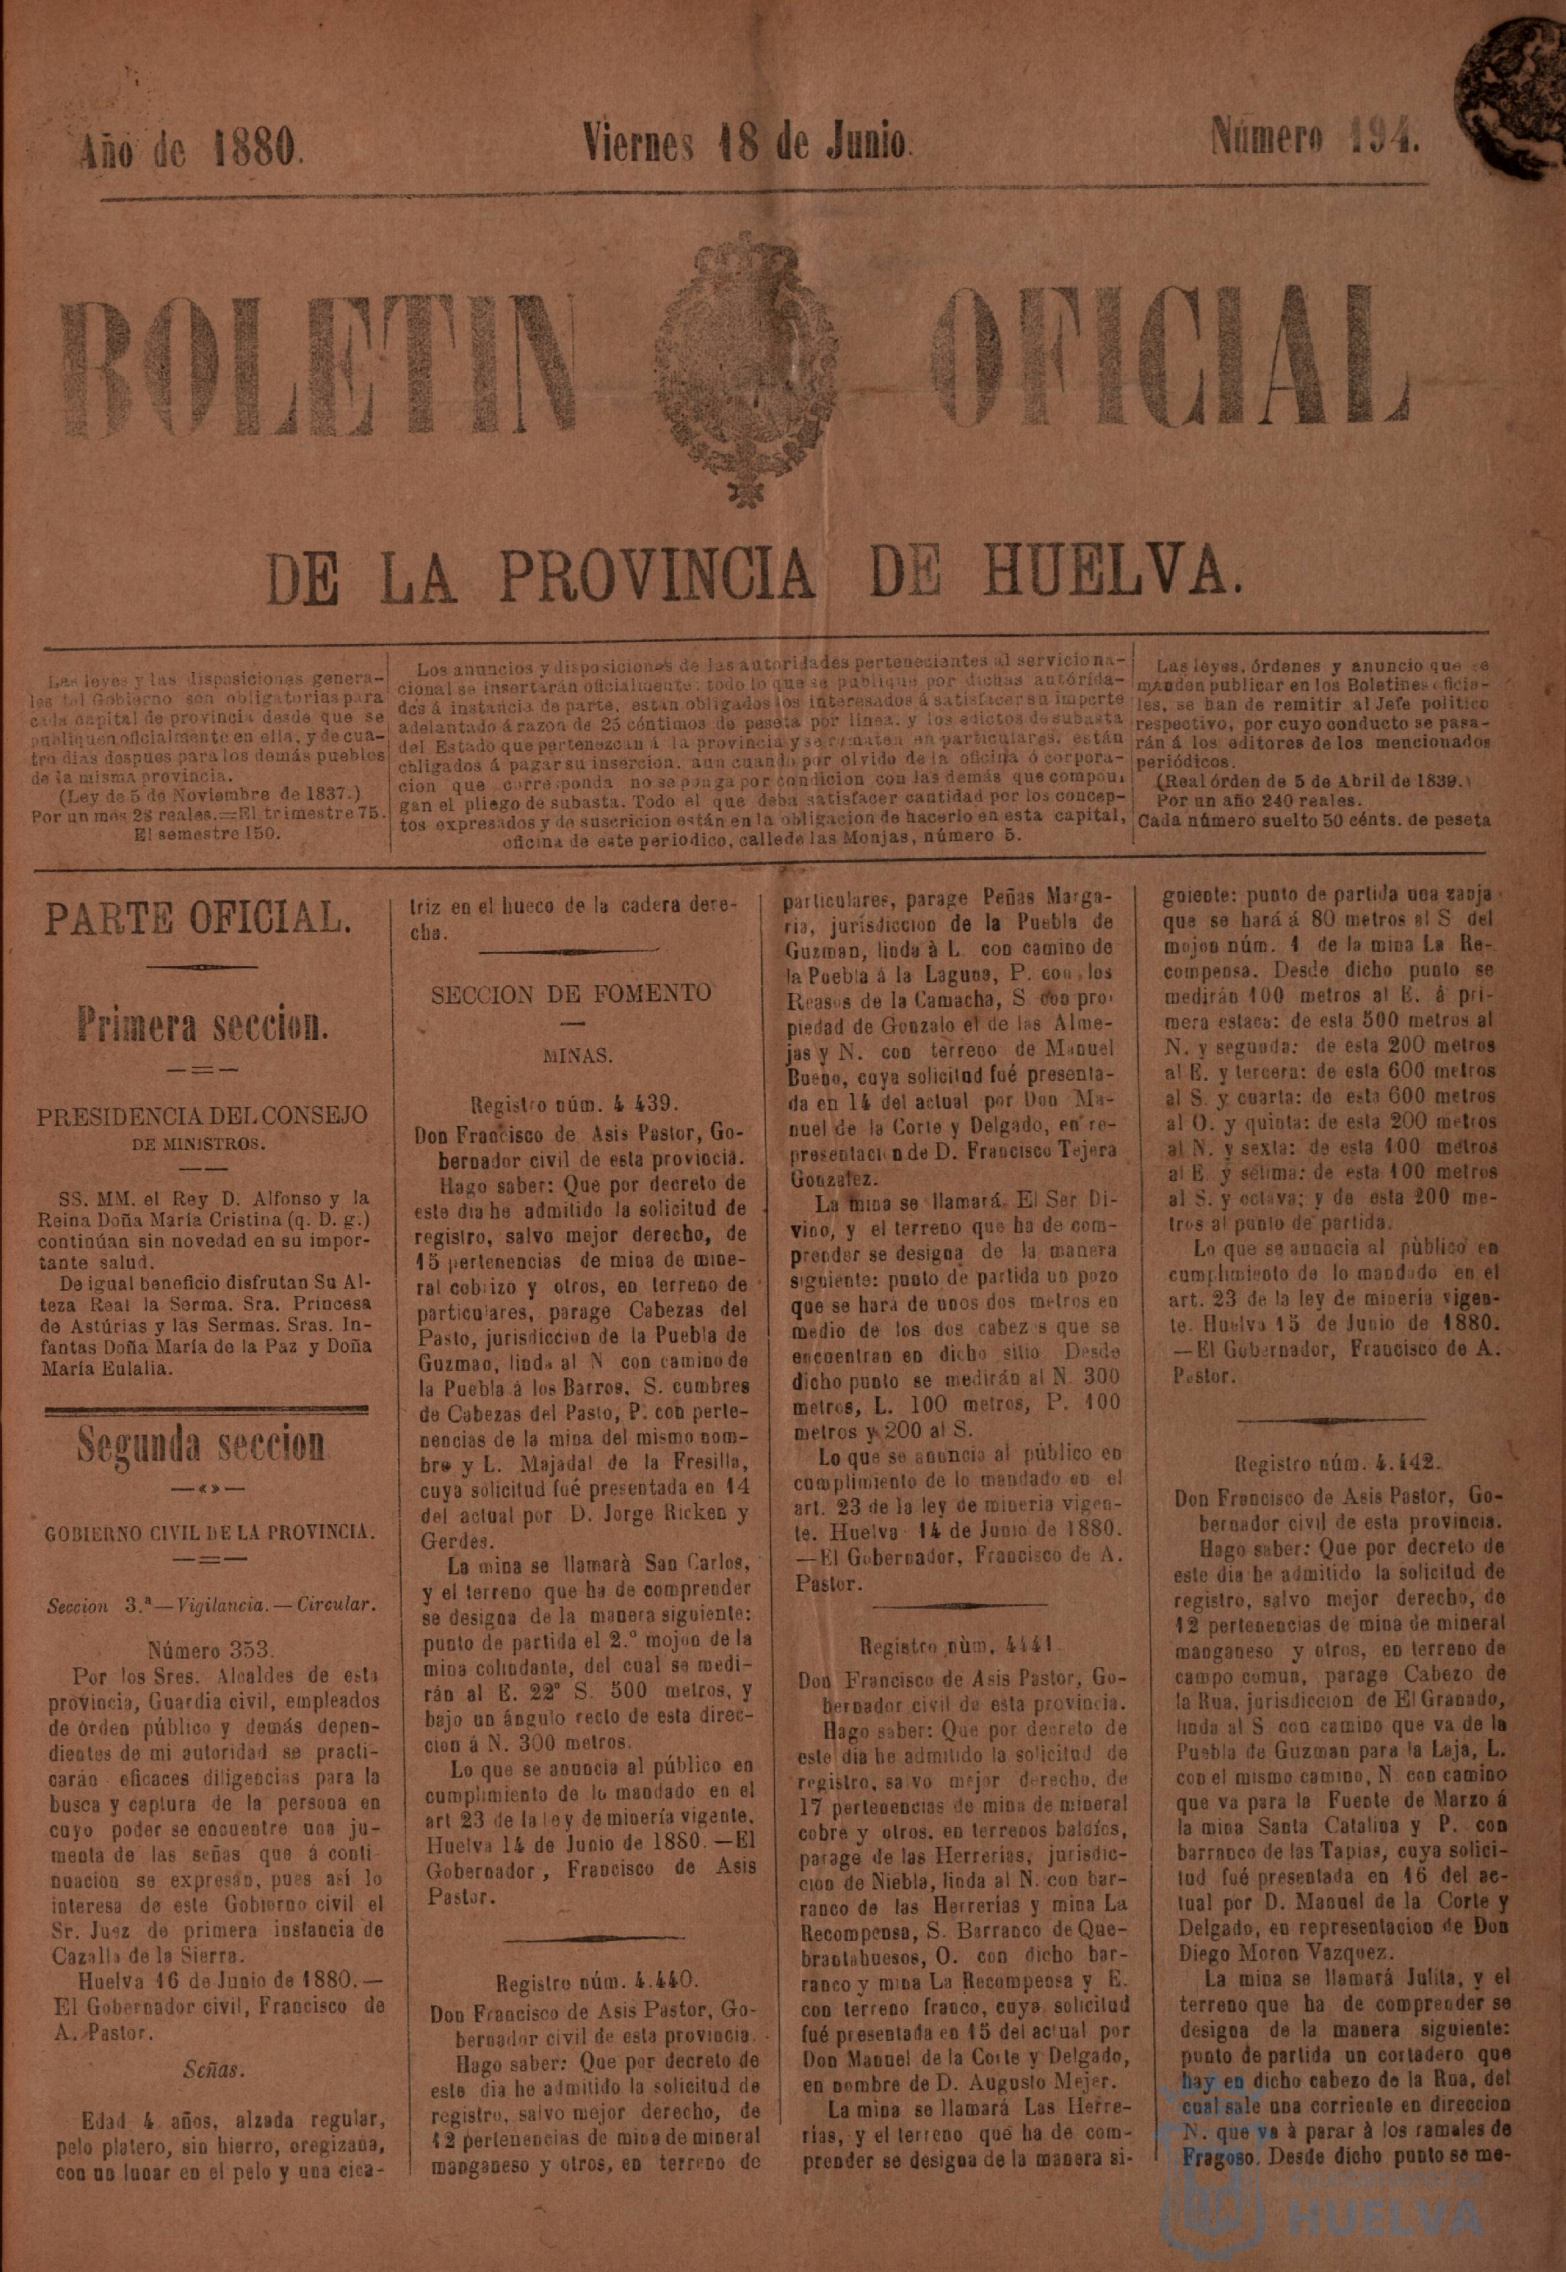 Año de 1880.
Viernes 18 de Junio.
Número 194.
BOLETIN OFICIAL
DE LA PROVINCIA DE HUELVA.
Las leyes y las disposiciones genera-
les del Gobierno son obligatorias para
cada capital de provincia desde que se
publiquen oficialmente en ella, y de cua-
tro dias despues para los demás pueblos
de la misma provincia.
(Ley de 5 de Noviembre de 1837.)
Por un mes 28 reales.=El trimestre 75.
El semestre 150.
Los anuncios y disposiciones de las autoridades pertenecientes al servicio na-
cional se insertarán oficialmente: todo lo que se publique por dichas autórida-
des á instancia de parte, están obligados los interesados á satisfacer su importe
adelantado á razon de 25 céntimos de peseta por linea, y los edictos de subasta
del Estado que pertenezcan á la provincia y se rematen en particulares, están
obligados á pagar su insercion, aun cuando por olvido de la oficina ó corpora-
cion que corresponda no se ponga por condicion con las demás que compon
gan el pliego de subasta. Todo el que deba satisfacer cantidad por los concep-
tos expresados y de suscricion están en la obligacion de hacerlo en esta capital,
oficina de este periodico, calle de las Monjas, número 5.
Las leyes, órdenes y anuncio que se
manden publicar en los Boletines oficia-
les, se han de remitir al Jefe politico
respectivo, por cuyo conducto se pasa-
rán á los editores de los mencionados
periódicos.
(Real órden de 5 de Abril de 1839.)
Por un año 240 reales.
Cada número suelto 50 cénts. de peseta
PARTE OFICIAL.
Primera seccion.
PRESIDENCIA DEL CONSEJO
DE MINISTROS.
SS. MM. el Rey D. Alfonso y la
Reina Doña María Cristina (q. D. g.)
continúan sin novedad en su impor-
tante salud.
De igual beneficio disfrutan Su Al-
teza Real la Serma. Sra. Princesa
de Astúrias y las Sermas. Sras. In-
fantas Doña María de la Paz y Doña
María Eulalia.
Segunda seccion
—«»—
GOBIERNO CIVIL DE LA PROVINCIA.
Seccion 3.ª—Vigilancia.—Circular.
Número 353.
Por los Sres. Alcaldes de esta
provincia, Guardia civil, empleados
de órden público y demás depen-
dientes de mi autoridad se practi-
carán eficaces diligencias para la
busca y captura de la persona en
cuyo poder se encuentre una ju-
menta de las señas que á conti-
nuacion se expresan, pues así lo
interesa de este Gobierno civil el
Sr. Juez de primera instancia de
Cazalla de la Sierra.
Huelva 16 de Junio de 1880.—
El Gobernador civil, Francisco de
A. Pastor.
Señas.
Edad 4 años, alzada regular,
pelo platero, sin hierro, oregizana,
con un lunar en el pelo y una cica-
triz en el hueco de la cadera dere-
cha.
SECCION DE FOMENTO
MINAS.
Registro núm. 4 439.
Don Francisco de Asis Pastor, Go-
bernador civil de esta provincia.
Hago saber: Que por decreto de
este dia he admitido la solicitud de
registro, salvo mejor derecho, de
15 pertenencias de mina de mine-
ral cobrizo y otros, en terreno de
particulares, parage Cabezas del
Pasto, jurisdiccion de la Puebla de
Guzman, linda al N con camino de
la Puebla á los Barros, S. cumbres
de Cabezas del Pasto, P. con perte-
nencias de la mina del mismo nom-
bre y L. Majadal de la Fresilla,
cuya solicitud fué presentada en 14
del actual por D. Jorge Ricken y
Gerdes.
La mina se llamarà San Carlos,
y el terreno que ha de comprender
se designa de la manera siguiente:
punto de partida el 2.º mojon de la
mina colindante, del cual se medi-
rán al E. 22º S. 500 metros, y
bajo un ángulo recto de esta direc-
cion á N. 300 metros.
Lo que se anuncia al público en
cumplimiento de lo mandado en el
art 23 de la ley de minería vigente.
Huelva 14 de Junio de 1880.—El
Gobernador, Francisco de Asis
Pastor.
Registro núm. 4.440.
Don Francisco de Asis Pastor, Go-
bernador civil de esta provincia.
Hago saber: Que por decreto de
este dia he admitido la solicitud de
registro, salvo mejor derecho, de
12 pertenencias de mina de mineral
manganeso y otros, en terreno de
particulares, parage Peñas Marga-
ria, jurísdiccion de la Puebla de
Guzman, linda à L. con camino de
la Puebla á la Laguna, P. con los
Reasos de la Camacha, S con pro-
piedad de Gonzalo el de las Alme-
jas y N. con terreno de Manuel
Bueno, cuya solicitud fué presenta-
da en 14 del actual por Don Ma-
nuel de la Corte y Delgado, en re-
presentacion de D. Francisco Tejera
Gonzalez.
La mina se llamará El Ser Di-
vino, y el terreno que ha de com-
prender se designa de la manera
siguiente: punto de partida un pozo
que se hará de unos dos metros en
medio de los dos cabezos que se
encuentran en dicho sitio Desde
dicho punto se medirán al N. 300
metros, L. 100 metros, P. 100
metros y 200 al S.
Lo que se anuncia al público en
cumplimiento de lo mandado en el
art. 23 de la ley de mineria vigen-
te. Huelva 14 de Junio de 1880.
—El Gobernador, Francisco de A.
Pastor.
Registro nùm. 4441.
Don Francisco de Asis Pastor, Go-
bernador civil de esta provincia.
Hago saber: Que por decreto de
este dia he admitido la solicitud de
registro, salvo mejor derecho, de
17 pertenencias de mina de mineral
cobre y otros, en terrenos baldíos,
parage de las Herrerias, jurisdic-
cion de Niebla, linda al N. con bar-
ranco de las Herrerías y mina La
Recompensa, S. Barranco de Que-
brantahuesos, O. con dicho bar-
ranco y mina La Recompensa y E.
con terreno franco, cuya solicitud
fué presentada en 15 del actual por
Don Manuel de la Corte y Delgado,
en nombre de D. Augusto Mejer.
La mina se llamará Las Herre-
rias, y el terreno que ha de com-
prender se designa de la manera si-
guiente: punto de partida una zanja
que se hará á 80 metros al S del
mojon núm. 1 de la mina La Re-
compensa. Desde dicho punto se
medirán 100 metros al E. á pri-
mera estaca: de esta 500 metros al
N. y segunda: de esta 200 metros
al E. y tercera: de esta 600 metros
al S. y cuarta: de esta 600 metros
al O. y quinta: de esta 200 metros
al N. y sexta: de esta 100 metros
al E. y sétima: de esta 100 metros
al S. y octava; y de esta 200 me-
tros al punto de partida.
Lo que se anuncia al pùblico en
cumplimiento de lo mandado en el
art. 23 de la ley de minería vigen-
te. Huelva 15 de Junio de 1880.
—El Gobernador, Francisco de A.
Pastor.
Registro núm. 4.442.
Don Francisco de Asis Pastor, Go-
bernador civil de esta provincia.
Hago saber: Que por decreto de
este dia he admitido la solicitud de
registro, salvo mejor derecho, de
12 pertenencias de mina de mineral
manganeso y otros, en terreno de
campo comun, parage Cabezo de
la Rua, jurisdiccion de El Granado,
linda al S con camino que va de la
Puebla de Guzman para la Laja, L.
con el mismo camino, N. con camino
que va para la Fuente de Marzo á
la mina Santa Catalina y P. con
barranco de las Tapias, cuya solici-
tud fué presentada en 16 del ac-
tual por D. Manuel de la Corte y
Delgado, en representacion de Don
Diego Moron Vazquez.
La mina se llamará Julita, y el
terreno que ha de comprender se
designa de la manera siguiente:
punto de partida un cortadero que
hay en dicho cabezo de la Rua, del
cual sale una corriente en direccion
N. que va à parar à los ramales de
Fragoso. Desde dicho punto se me-
HUELVA